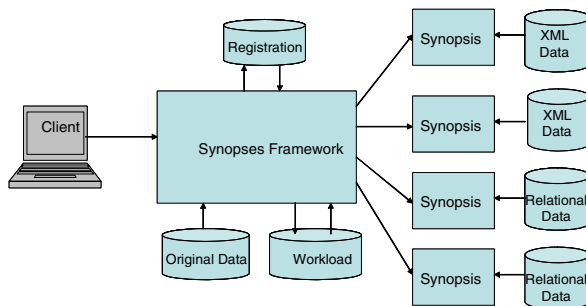 Registration
Client
Synopses Framework
Original Data
Workload
Synopsis
XML
Data
Synopsis
XML
Data
Synopsis
Relational
Data
Synopsis
Relational
Data